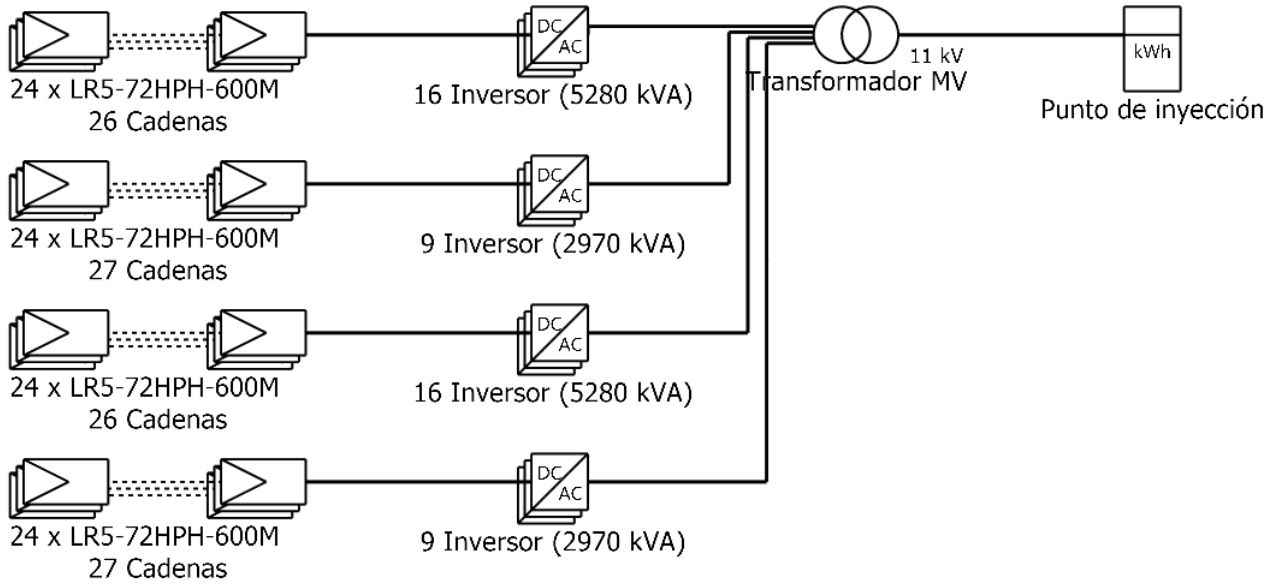 DC
AC
24 x LR5-72HPH-600M
26 Cadenas
16 Inversor (5280 kVA)
11 kV
Transformador MV
kWh
Punto de inyección
DC
AC
24 x LR5-72HPH-600M
27 Cadenas
9 Inversor (2970 kVA)
DC
AC
24 x LR5-72HPH-600M
26 Cadenas
16 Inversor (5280 kVA)
DC
AC
24 x LR5-72HPH-600M
27 Cadenas
9 Inversor (2970 kVA)